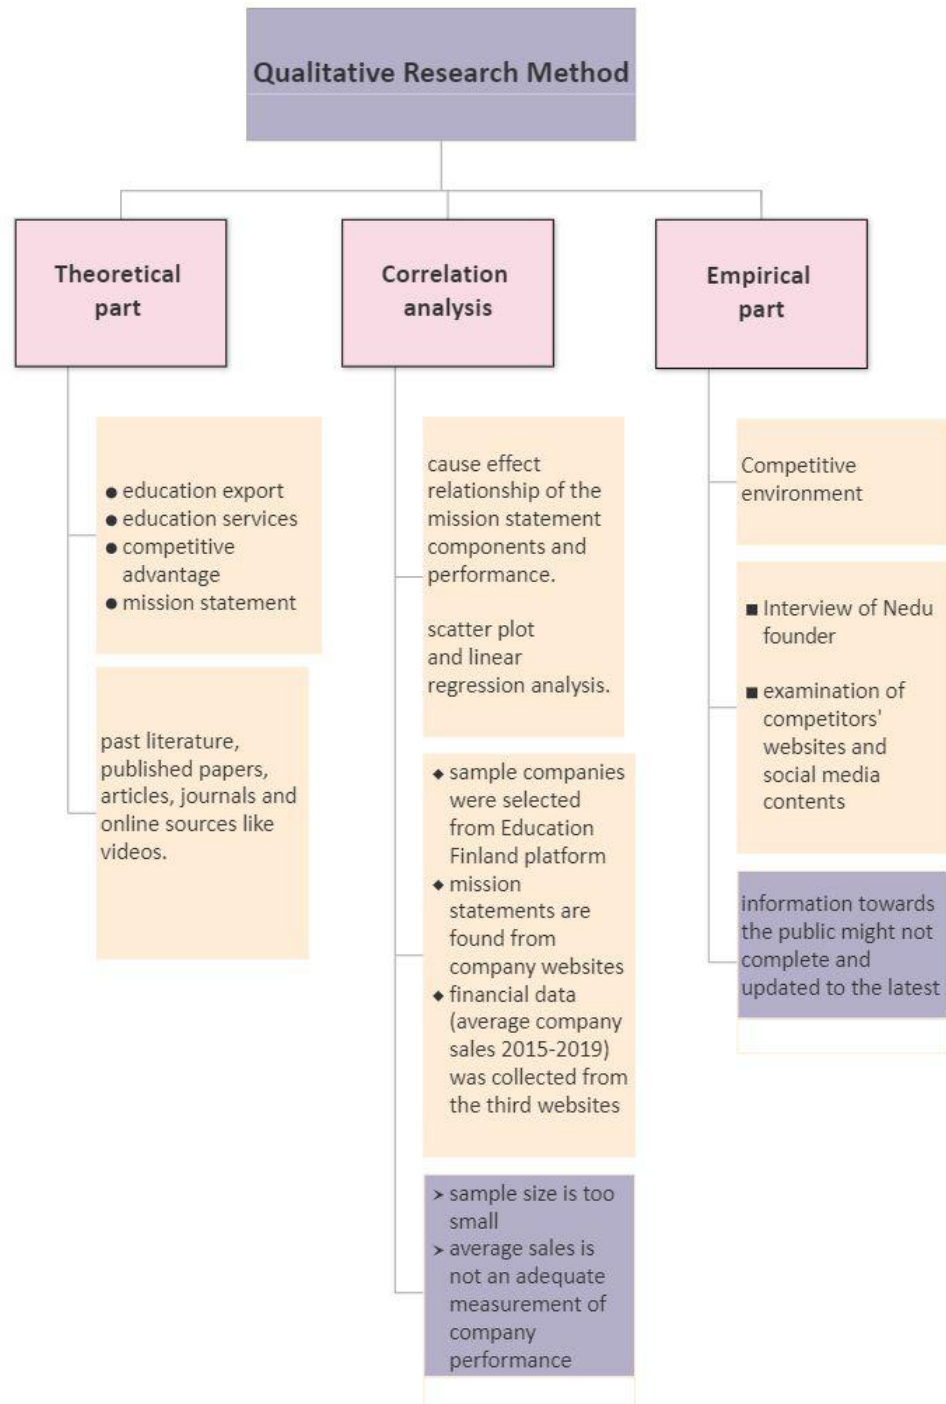 Qualitative Research Method
Theoretical
part
● education export
● education services
● competitive
advantage
● mission statement
past literature,
published papers,
articles, journals and
online sources like
videos.
Correlation
analysis
cause effect
relationship of the
mission statement
components and
performance.
scatter plot
and linear
regression analysis.
◆ sample companies
were selected
from Education
Finland platform
◆ mission
statements are
found from
company websites
◆ financial data
(average company
sales 2015-2019)
was collected from
the third websites
➤ sample size is too
small
➤ average sales is
not an adequate
measurement of
company
performance
Empirical
part
Competitive
environment
■ Interview of Nedu
founder
■ examination of
competitors'
websites and
social media
contents
information towards
the public might not
complete and
updated to the latest